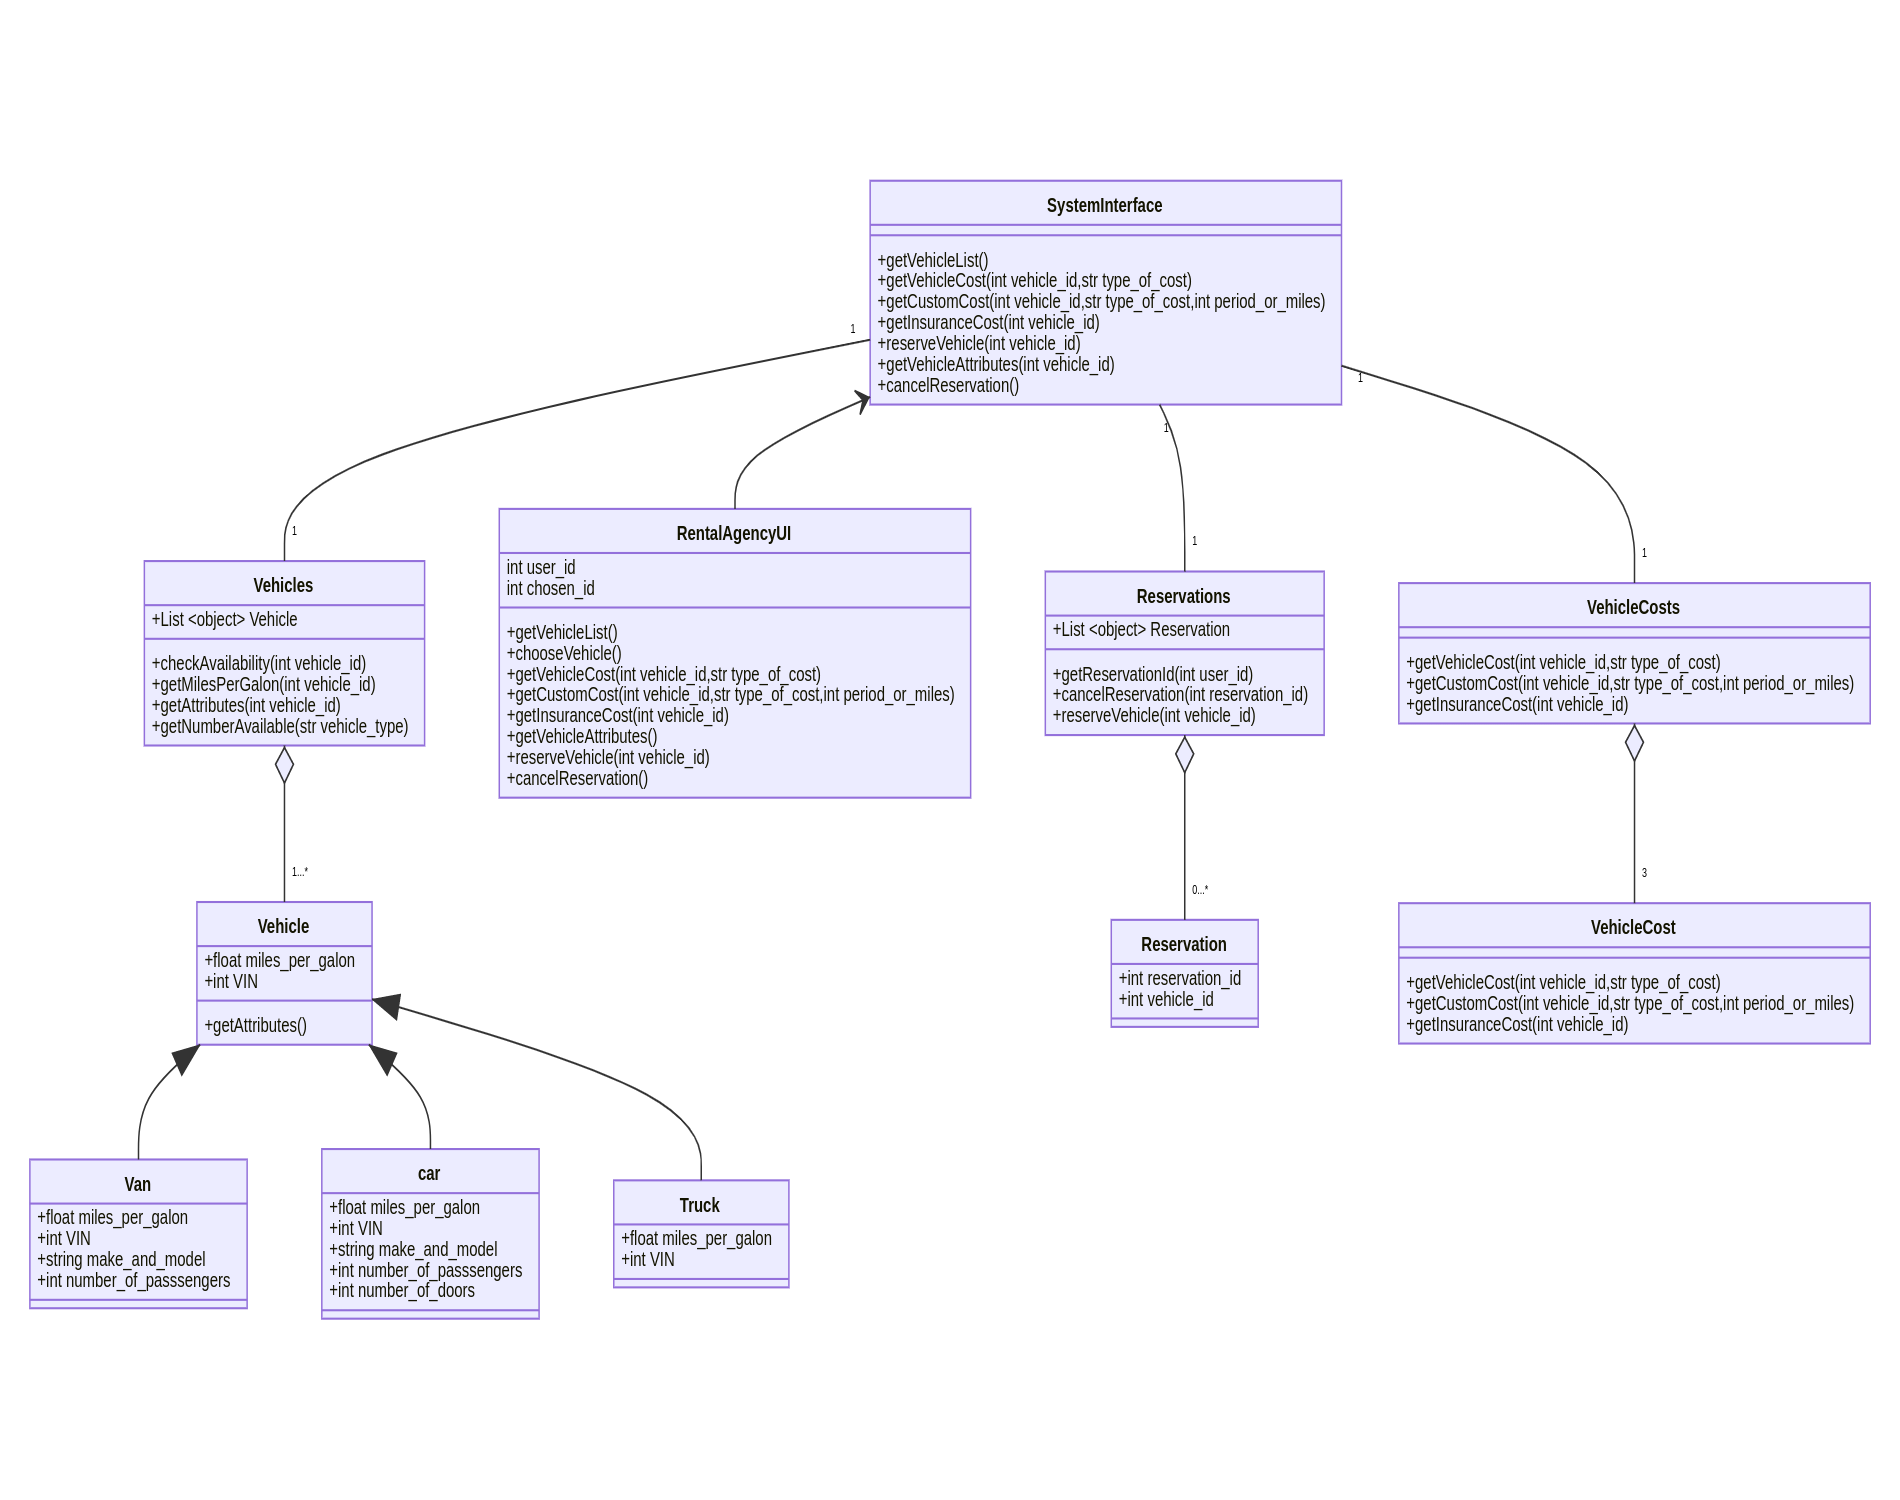 SystemInterface
+getVehicleList()
+getVehicleCost(int vehicle_id,str type_of_cost)
+getCustomCost(int vehicle_id,str type_of_cost,int period_or_miles)
+getInsuranceCost(int vehicle_id)
+reserveVehicle(int vehicle_id)
+getVehicleAttributes(int vehicle_id)
+cancelReservation()
1
1
1
1
1
1
Vehicles
+List <object> Vehicle
+checkAvailability(int vehicle_id)
+getMilesPerGalon(int vehicle_id)
+getAttributes(int vehicle_id)
+getNumberAvailable(str vehicle_type)
RentalAgencyUI
int user_id
int chosen_id
+getVehicleList()
+chooseVehicle()
+getVehicleCost(int vehicle_id,str type_of_cost)
+getCustomCost(int vehicle_id,str type_of_cost,int period_or_miles)
+getInsuranceCost(int vehicle_id)
+getVehicleAttributes()
+reserveVehicle(int vehicle_id)
+cancelReservation()
Reservations
+List <object> Reservation
+getReservationId(int user_id)
+cancelReservation(int reservation_id)
+reserveVehicle(int vehicle_id)
VehicleCosts
+getVehicleCost(int vehicle_id,str type_of_cost)
+getCustomCost(int vehicle_id,str type_of_cost,int period_or_miles)
+getInsuranceCost(int vehicle_id)
1...*
0...*
3
Vehicle
+float miles_per_galon
+int VIN
+getAttributes()
Reservation
+int reservation_id
+int vehicle_id
VehicleCost
+getVehicleCost(int vehicle_id,str type_of_cost)
+getCustomCost(int vehicle_id,str type_of_cost,int period_or_miles)
+getInsuranceCost(int vehicle_id)
Van
+float miles_per_galon
+int VIN
+string make_and_model
+int number_of_passsengers
car
+float miles_per_galon
+int VIN
+string make_and_model
+int number_of_passsengers
+int number_of_doors
Truck
+float miles_per_galon
+int VIN